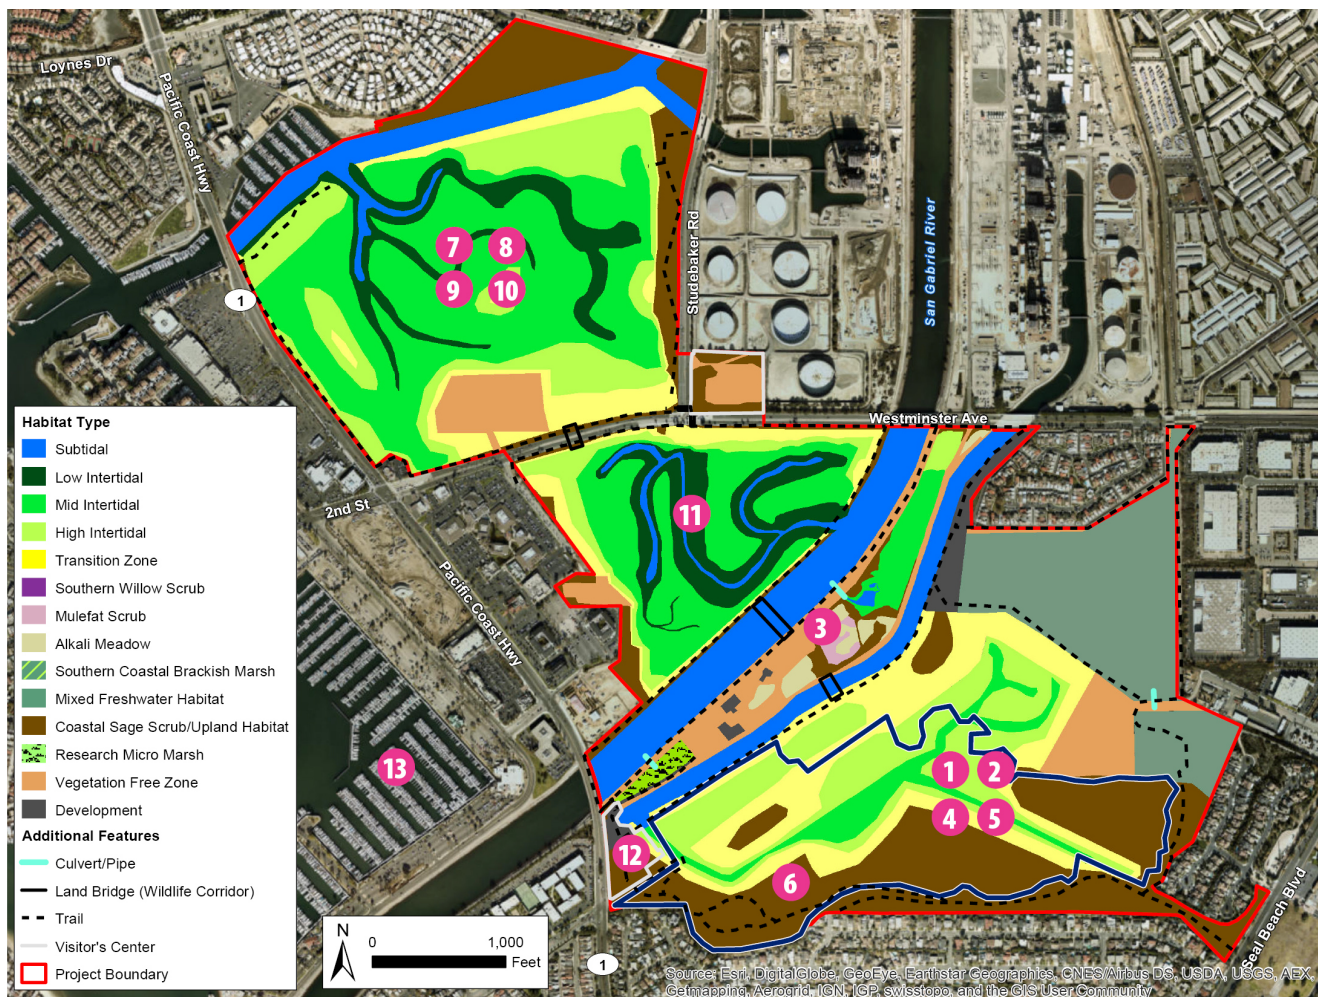 Loynes Dr
Pacific Coast Hwy
Studebaker Rd
San Gabriel River
7
8
9
10
1
Westminster Ave
2nd St
11
Pacific Coast Hwy
3
13
1
2
4
5
12
6
Seal Beach Blvd
1
Habitat Type
Subtidal
Low Intertidal
Mid Intertidal
High Intertidal
Transition Zone
Southern Willow Scrub
Mulefat Scrub
Alkali Meadow
Southern Coastal Brackish Marsh
Mixed Freshwater Habitat
Coastal Sage Scrub/Upland Habitat
Research Micro Marsh
Vegetation Free Zone
Development
Additional Features
Culvert/Pipe
Land Bridge (Wildlife Corridor)
Trail
Visitor's Center
Project Boundary
N
0 1,000
Feet
Source: Esri, DigitalGlobe, GeoEye, Earthstar Geographics, CNES/Airbus DS, USDA, USGS, AEX,
Getmapping, Aerogrid, IGN, IGP, swisstopo, and the GIS User Community